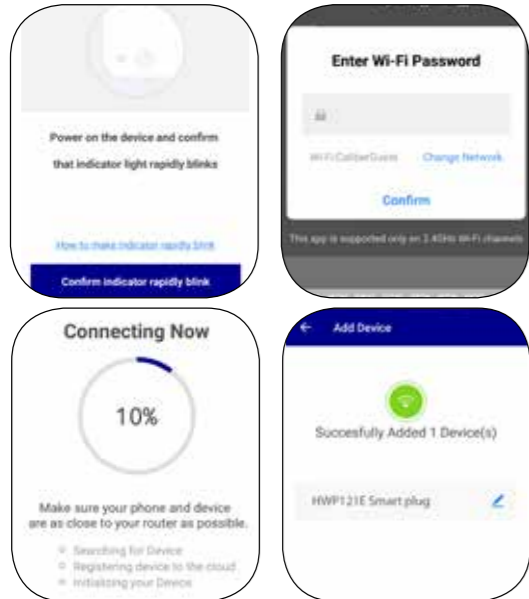 Power on the device and confirm
that indicator light rapidly blinks
How to make indicator rapidly blink
Confirm indicator rapidly blink
Enter Wi-Fi Password
Wi-Fi:CaliberGuest Change Network
Confirm
This app is supported only on 2.4GHz Wi-Fi channels
Connecting Now
10%
Make sure your phone and device
are as close to your router as possible.
Searching for Device
Registering device to the cloud
Initializing your Device
Add Device
Succesfully Added 1 Device(s)
HWP121E Smart plug